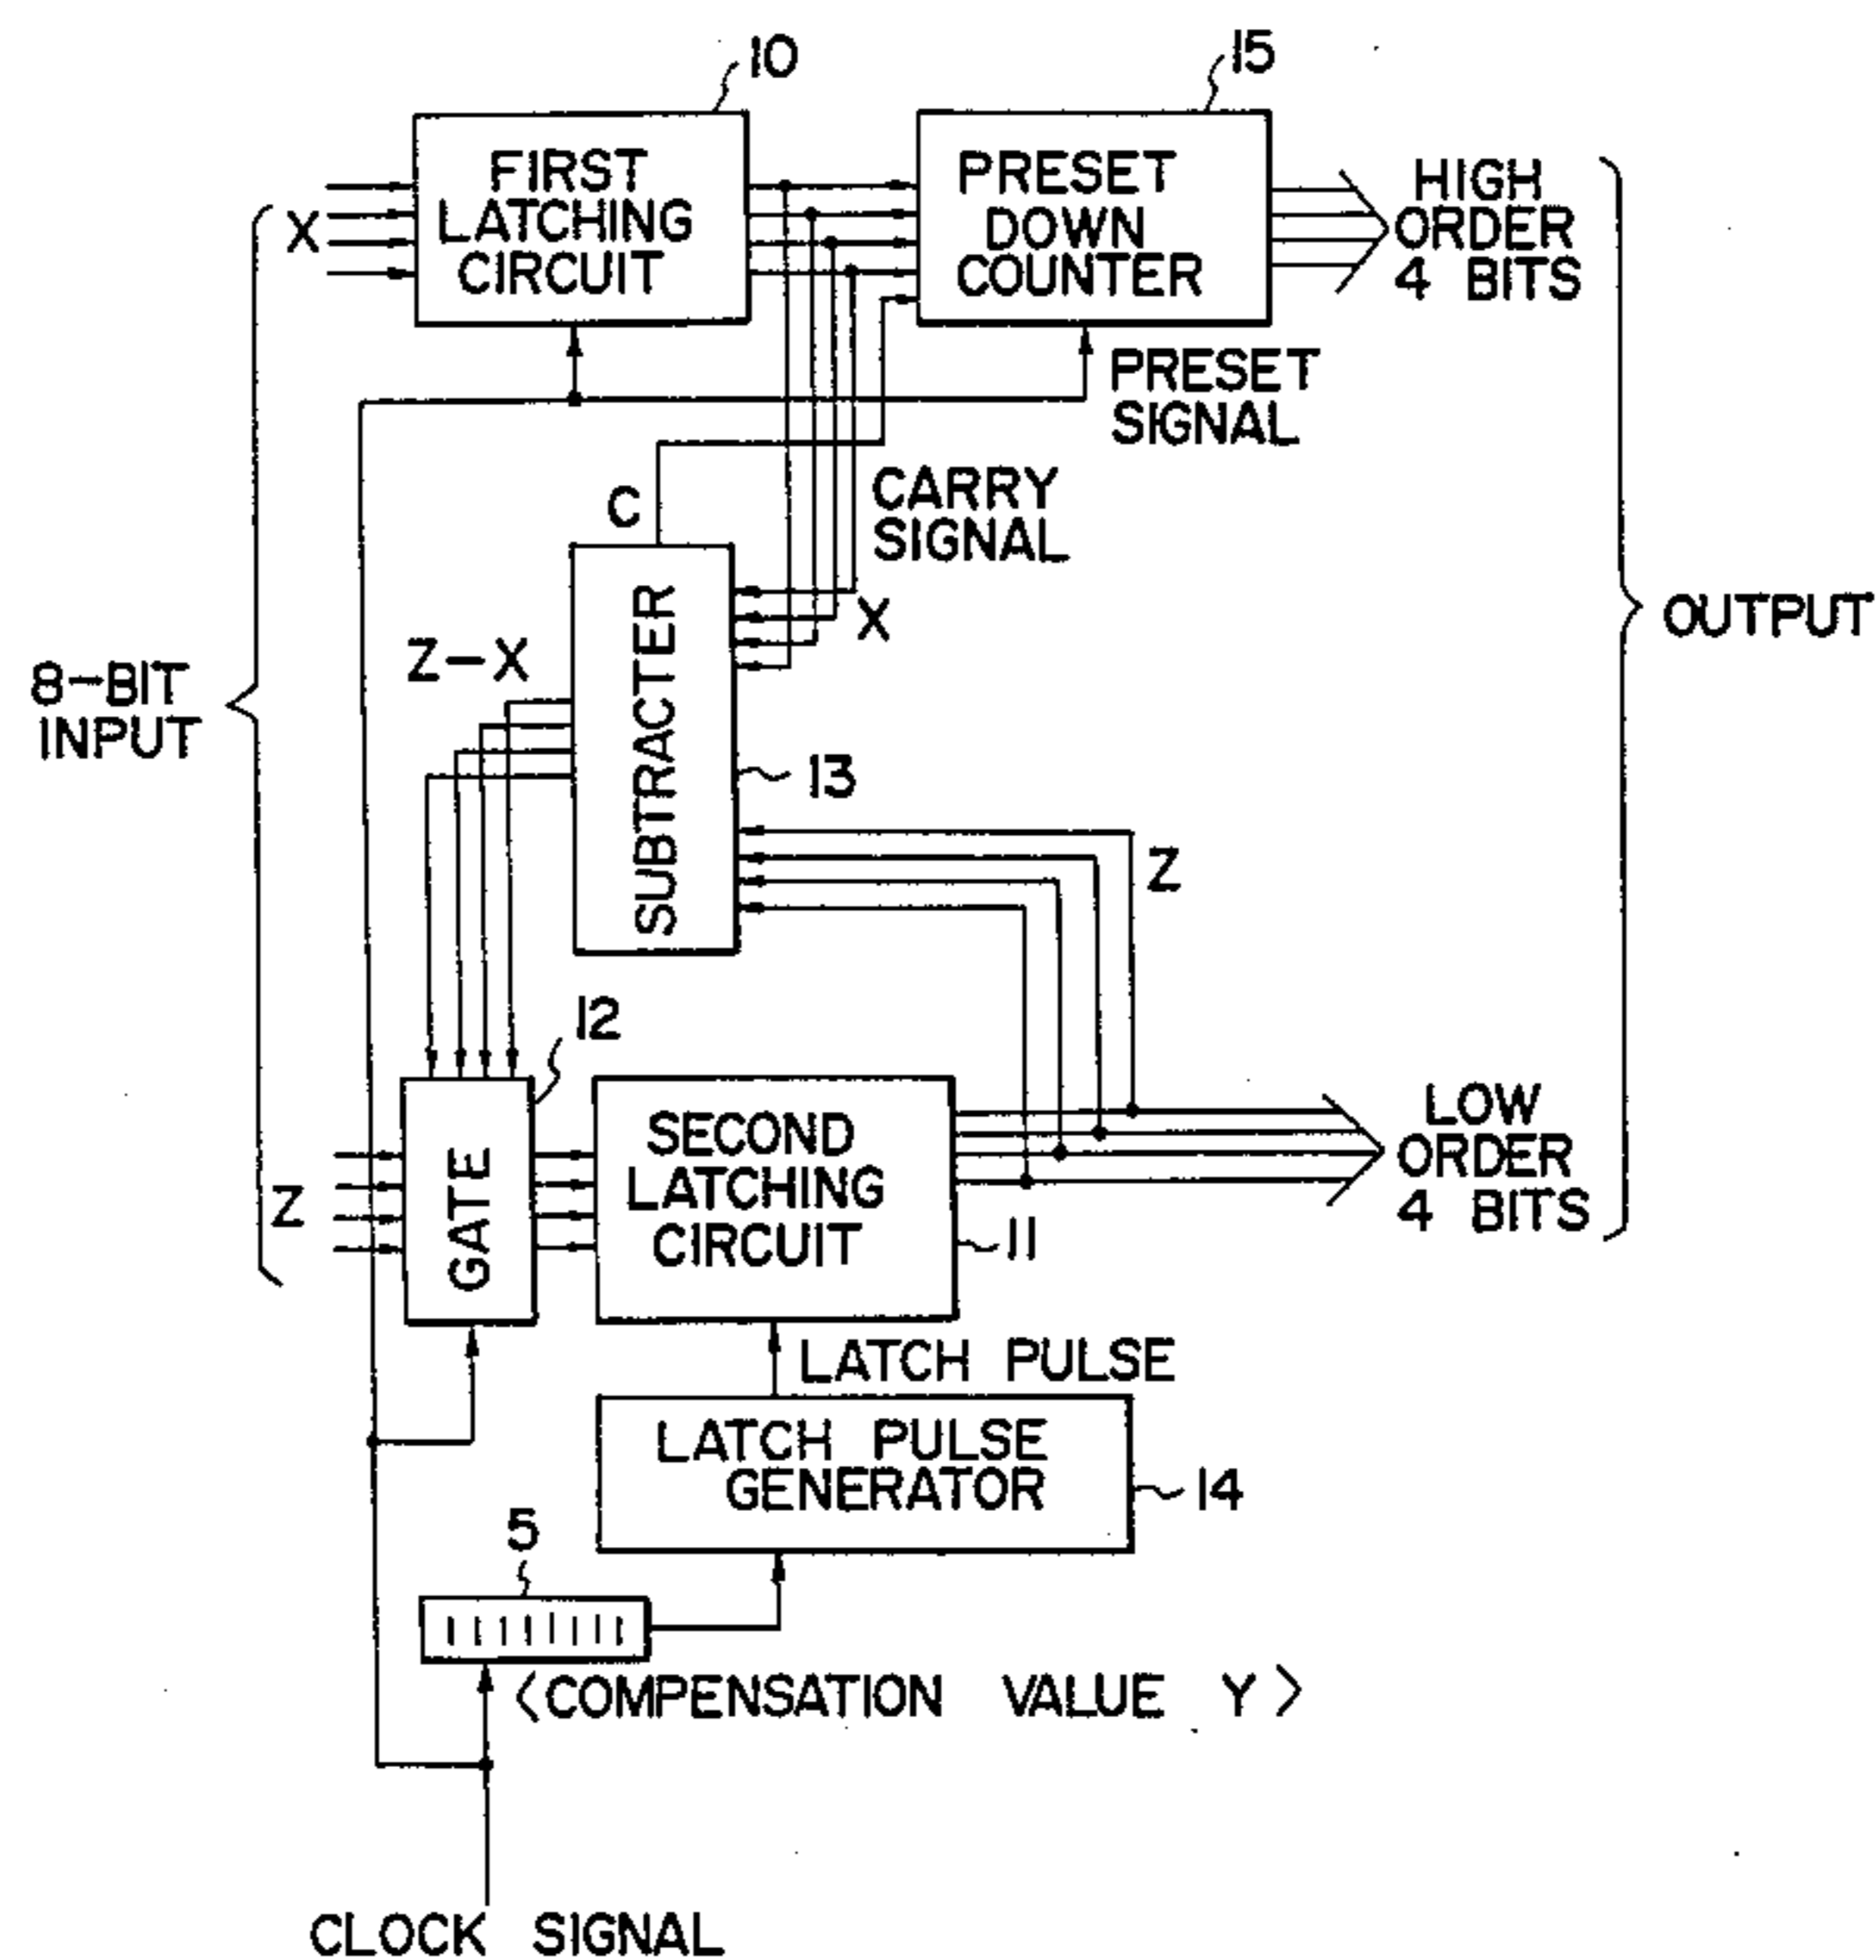 10
15
FIRST
LATCHING
CIRCUIT
PRESET
DOWN
COUNTER
X
HIGH
ORDER
4 BITS
PRESET
SIGNAL
C
CARRY
SIGNAL
SUBTRACTER
X
OUTPUT
Z-X
8-BIT
INPUT
13
Z
12
GATE
SECOND
LATCHING
CIRCUIT
LOW
ORDER
4 BITS
Z
11
LATCH PULSE
LATCH PULSE
GENERATOR
14
5
<COMPENSATION VALUE Y>
CLOCK SIGNAL